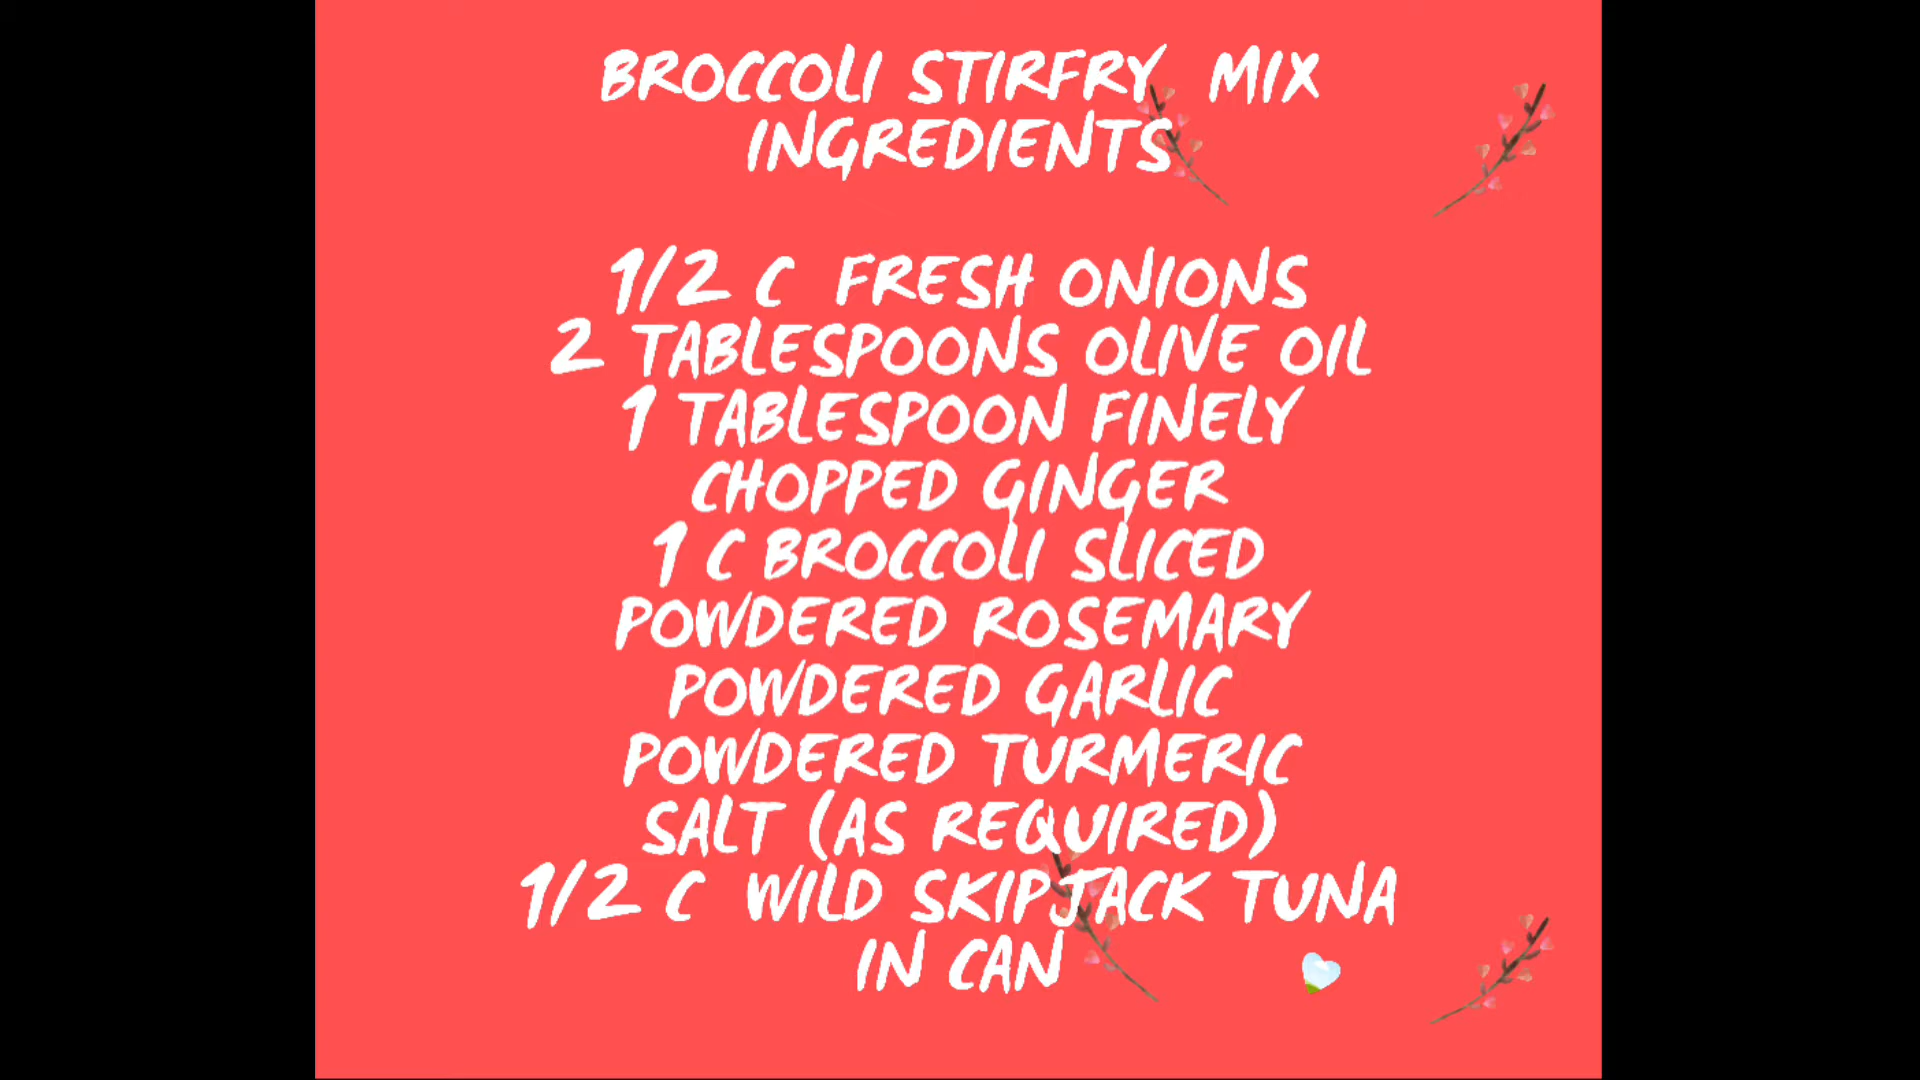 BROCCOLI STIRFRY MIX
INGREDIENTS
1/2 C FRESH ONIONS
2 TABLESPOONS OLIVE OIL
1 TABLESPOON FINELY
CHOPPED GINGER
1 C BROCCOLI SLICED
POWDERED ROSEMARY
POWDERED GARLIC
POWDERED TURMERIC
SALT (AS REQUIRED)
1/2 C WILD SKIPJACK TUNA
IN CAN